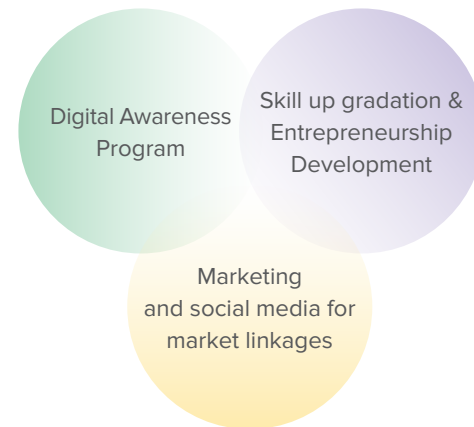 Digital Awareness
Program
Skill up gradation &
Entrepreneurship
Development
Marketing
and social media for
market linkages